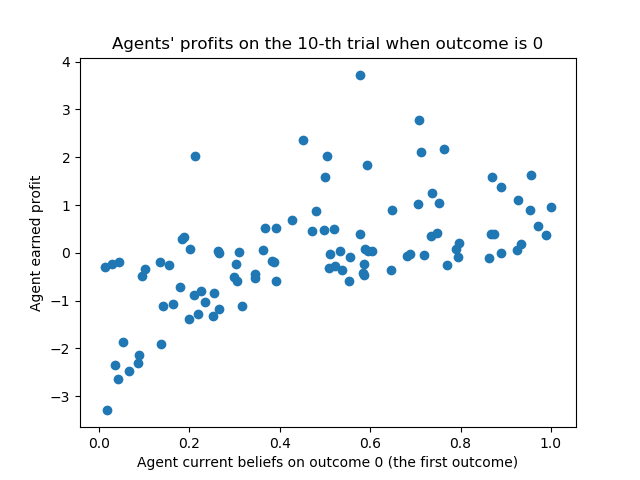 Agents' profits on the 10-th trial when outcome is 0
4
3
2
1
0
−1
−2
−3
Agent earned profit
0.0 0.2 0.4 0.6 0.8 1.0
Agent current beliefs on outcome 0 (the first outcome)